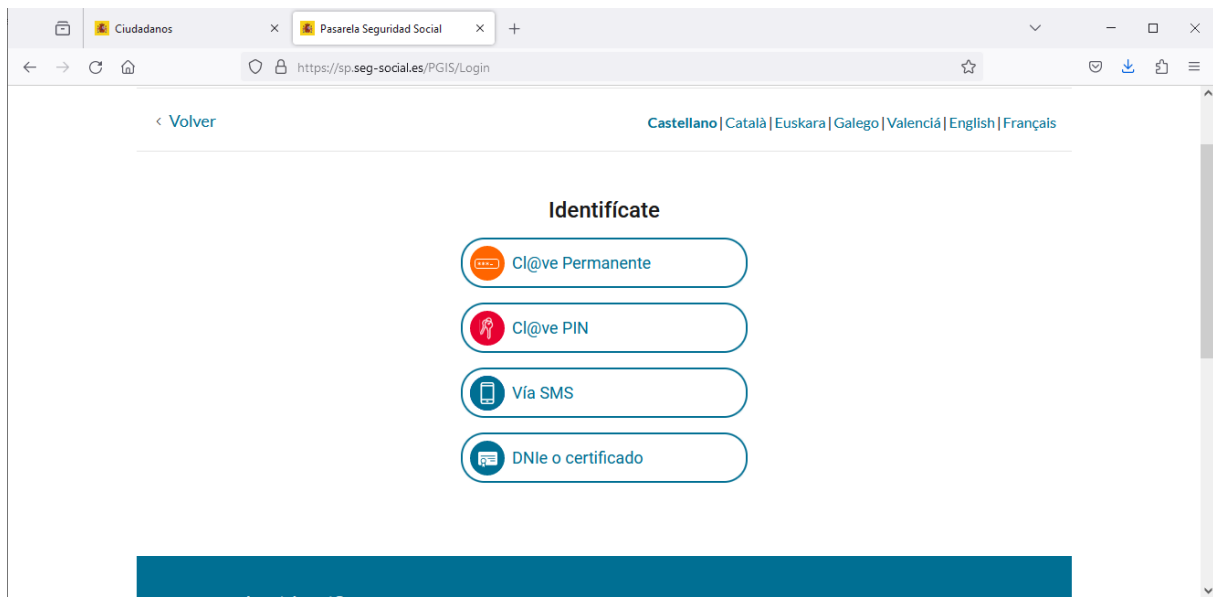 Ciudadanos
Pasarela Seguridad Social
https://sp.seg-social.es/PGIS/Login
Volver
Castellano|Català|Euskara|Galego|Valenciá|English|Français
Identifícate
Cl@ve Permanente
Cl@ve PIN
Vía SMS
DNIe o certificado